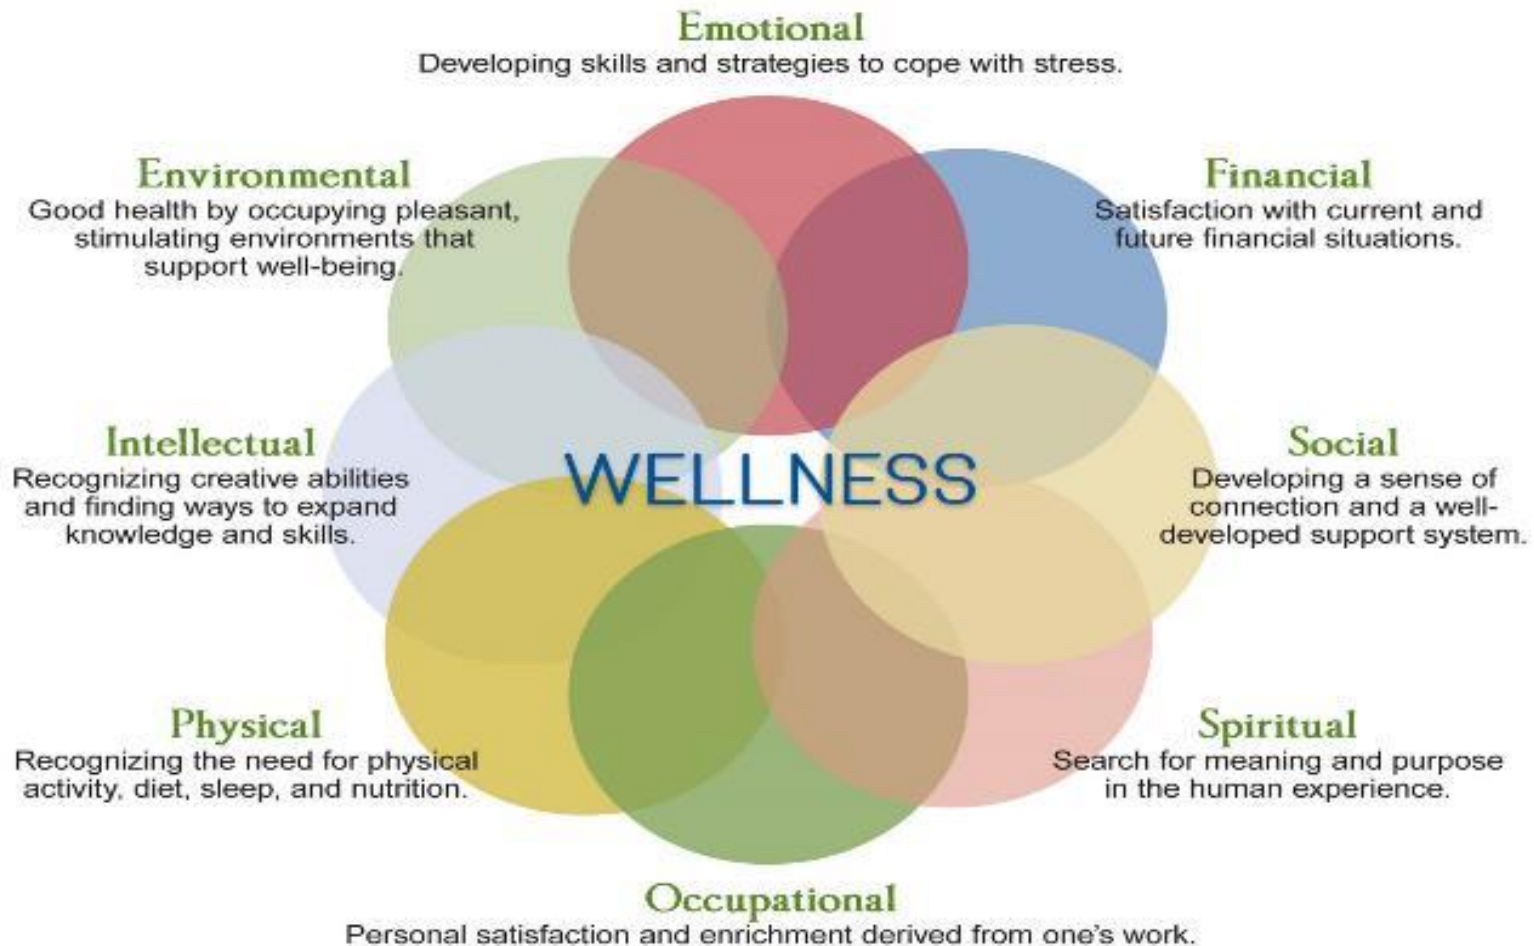 Emotional
Developing skills and strategies to cope with stress.
Environmental
Good health by occupying pleasant,
stimulating environments that
support well-being.
Financial
Satisfaction with current and
future financial situations.
Intellectual
Recognizing creative abilities
and finding ways to expand
knowledge and skills.
WELLNESS
Social
Developing a sense of
connection and a well-
developed support system.
Physical
Recognizing the need for physical
activity, diet, sleep, and nutrition.
Spiritual
Search for meaning and purpose
in the human experience.
Occupational
Personal satisfaction and enrichment derived from one's work.